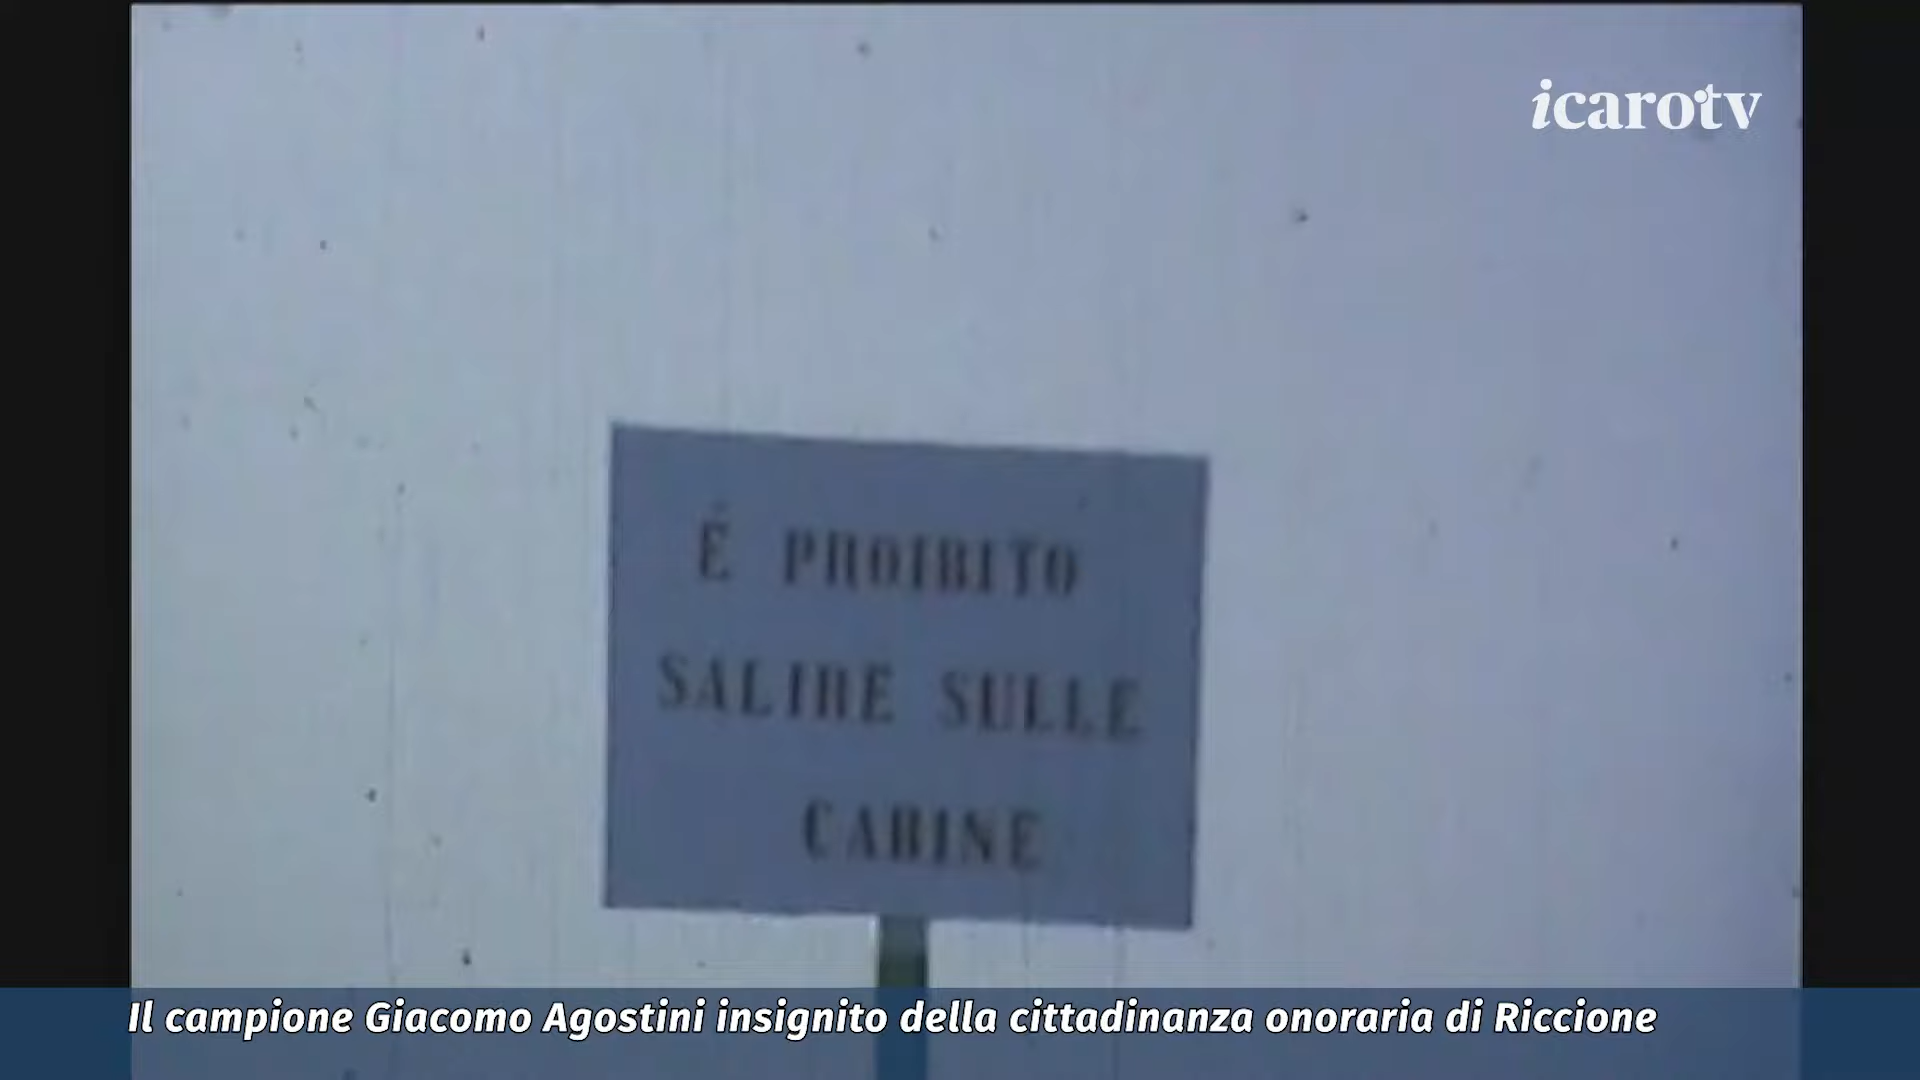 icarotv
É PROIBITO
SALIRE SULLE
CABINE
Il campione Giacomo Agostini insignito della cittadinanza onoraria di Riccione